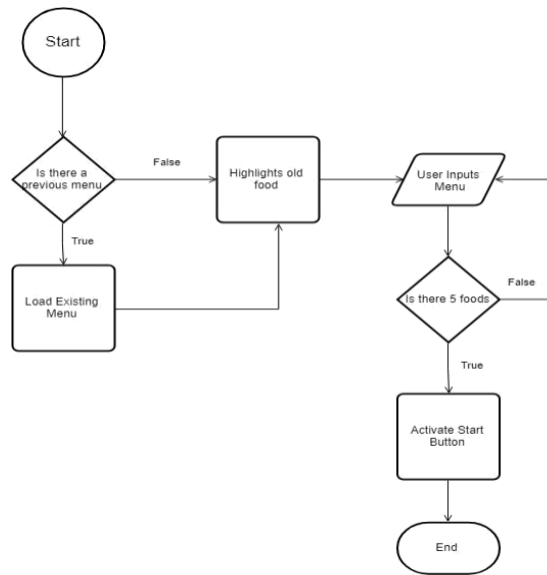 Start
Is there a
previous menu
False
True
Load Existing
Menu
Highlights old
food
User Inputs
Menu
Is there 5 foods
False
True
Activate Start
Button
End